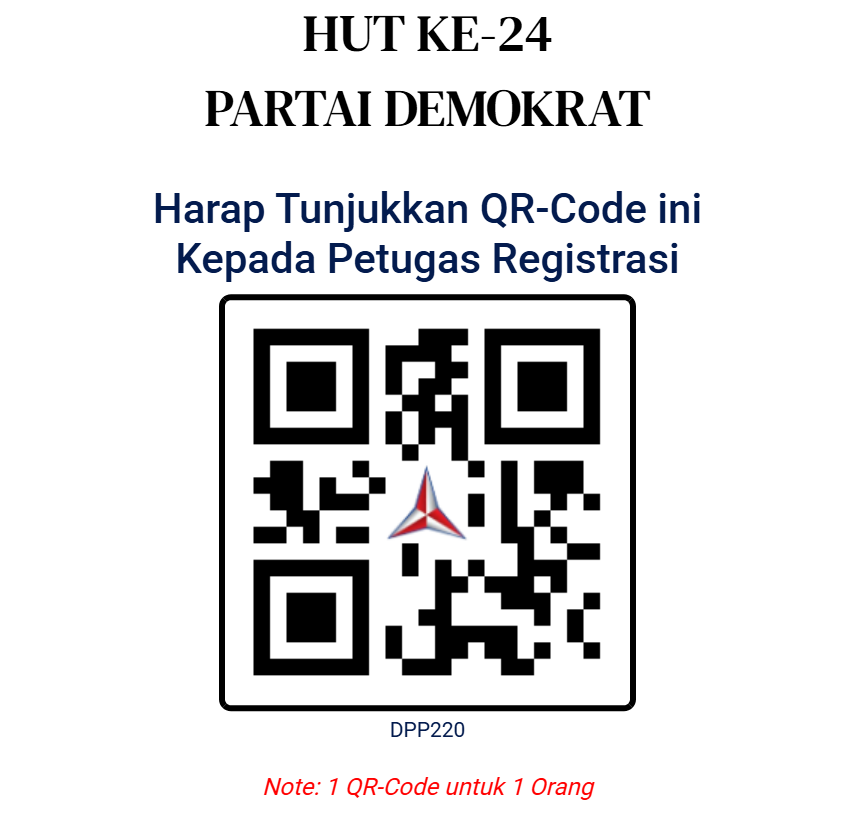 HUT KE-24
PARTAI DEMOKRAT
Harap Tunjukkan QR-Code ini
Kepada Petugas Registrasi
DPP220
Note: 1 QR-Code untuk 1 Orang